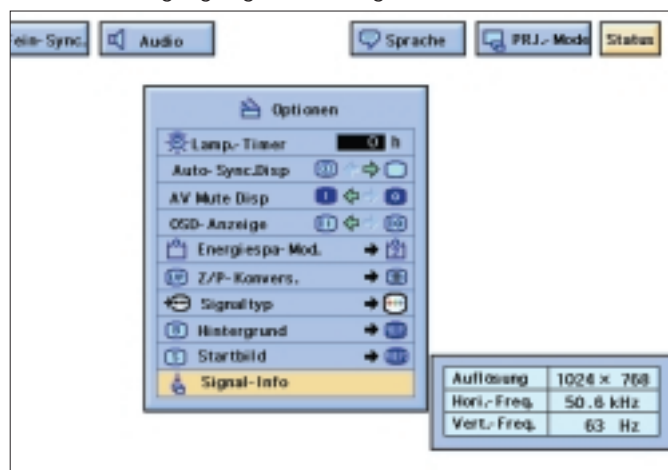 ein-Sync.
Audio
Sprache
PRJ.-Mode
Status
Optionen
Lamp.-Timer 0 h
Auto-Sync.Disp
AV Mute Disp
OSD-Anzeige
Energiespa-Mod.
Z/P-Konvers.
Signaltyp
Hintergrund
Startbild
Signal-Info
Auflösung 1024 × 768
Hori.-Freq. 50.6 kHz
Vert.-Freq. 63 Hz